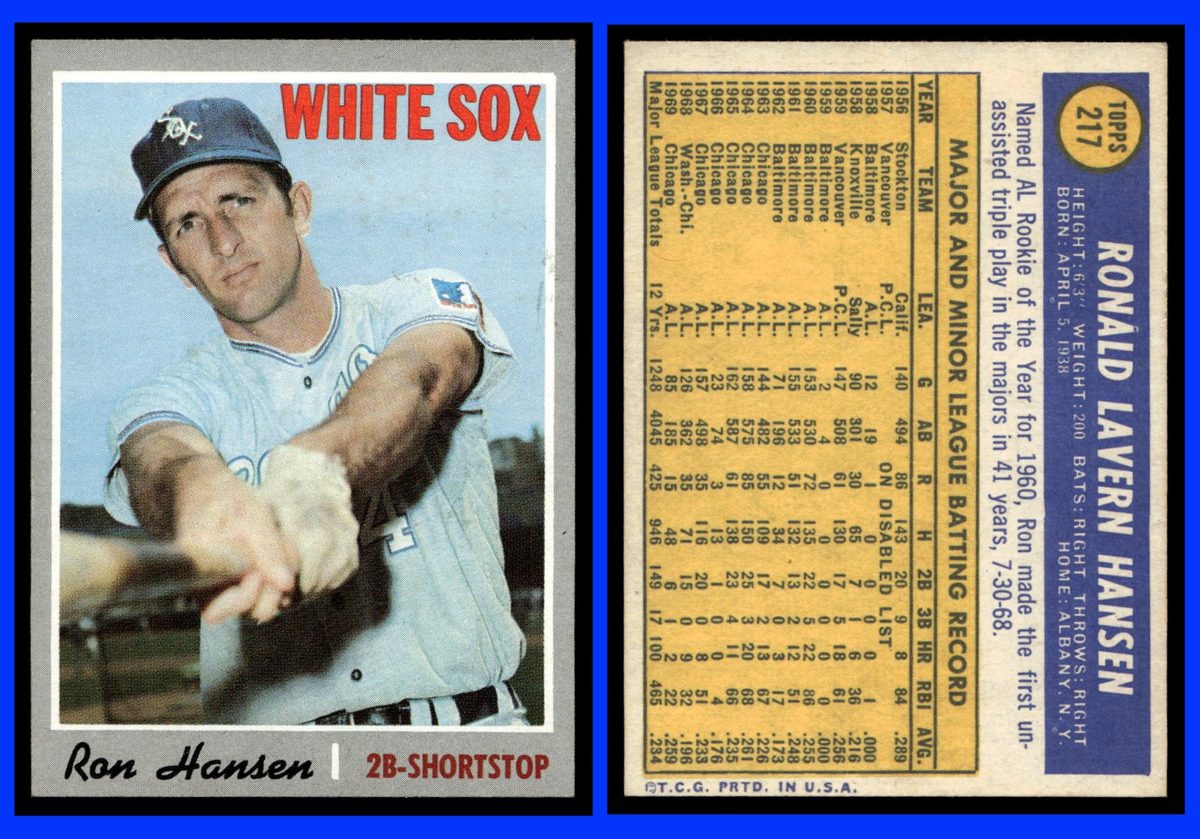 WHITE SOX
Ron Hansen | 2B-SHORTSTOP
TOPPS
217
RONALD LAVERN HANSEN
HEIGHT: 6'3" WEIGHT: 200 BATS: RIGHT THROWS: RIGHT
BORN: APRIL 5, 1938 HOME: ALBANY, N. Y.
Named AL Rookie of the Year for 1960, Ron made the first un-
assisted triple play in the majors in 41 years, 7-30-68.
MAJOR AND MINOR LEAGUE BATTING RECORD
YEAR TEAM LEA. G AB R H 2B 3B HR RBI AVG.
1956 Stockton Calif. 140 494 86 143 20 9 8 84 .289
1957 Vancouver P.C.L. ON DISABLED LIST
1958 Baltimore A.L. 12 19 1 0 0 0 0 1 .000
1958 Knoxville Sally 90 301 30 65 7 1 6 36 .216
1959 Vancouver P.C.L. 147 508 61 130 17 5 18 61 .256
1959 Baltimore A.L. 2 4 0 0 0 0 0 0 .000
1960 Baltimore A.L. 153 530 72 135 22 5 22 86 .255
1961 Baltimore A.L. 155 533 51 132 13 2 12 51 .248
1962 Baltimore A.L. 71 196 12 34 7 0 3 17 .173
1963 Chicago A.L. 144 482 55 109 17 2 13 67 .226
1964 Chicago A.L. 158 575 85 150 25 3 20 68 .261
1965 Chicago A.L. 162 587 61 138 23 4 11 66 .235
1966 Chicago A.L. 23 74 3 13 1 0 0 4 .176
1967 Chicago A.L. 157 498 35 116 20 0 8 51 .233
1968 Wash.-Chi. A.L. 126 362 35 71 15 0 9 32 .196
1969 Chicago A.L. 85 185 15 48 6 1 2 22 .259
Major League Totals 12 Yrs. 1248 4045 425 946 149 17 100 465 .234
©T.C.G. PRTD. IN U.S.A.